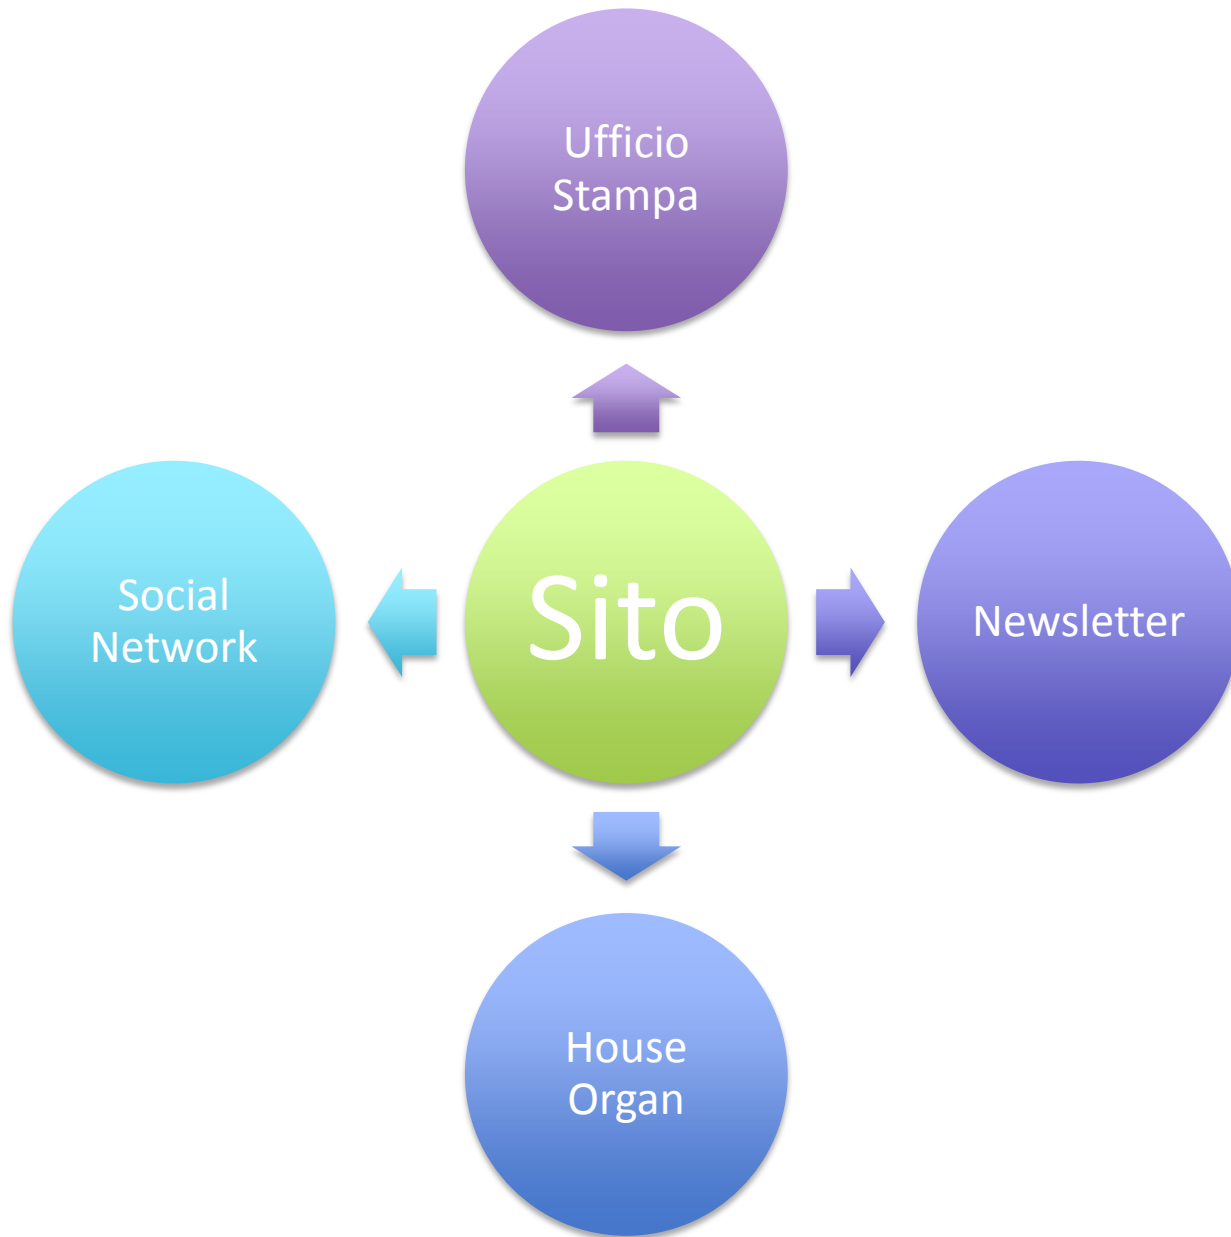 Ufficio
Stampa
Social
Network
Sito
Newsletter
House
Organ